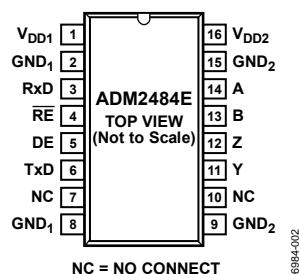 VDD1 1 16 VDD2
GND1 2 15 GND2
RxD 3 14 A
RE 4 13 B
DE 5 12 Z
TxD 6 11 Y
NC 7 10 NC
GND1 8 9 GND2
ADM2484E
TOP VIEW
(Not to Scale)
NC = NO CONNECT
6984-002